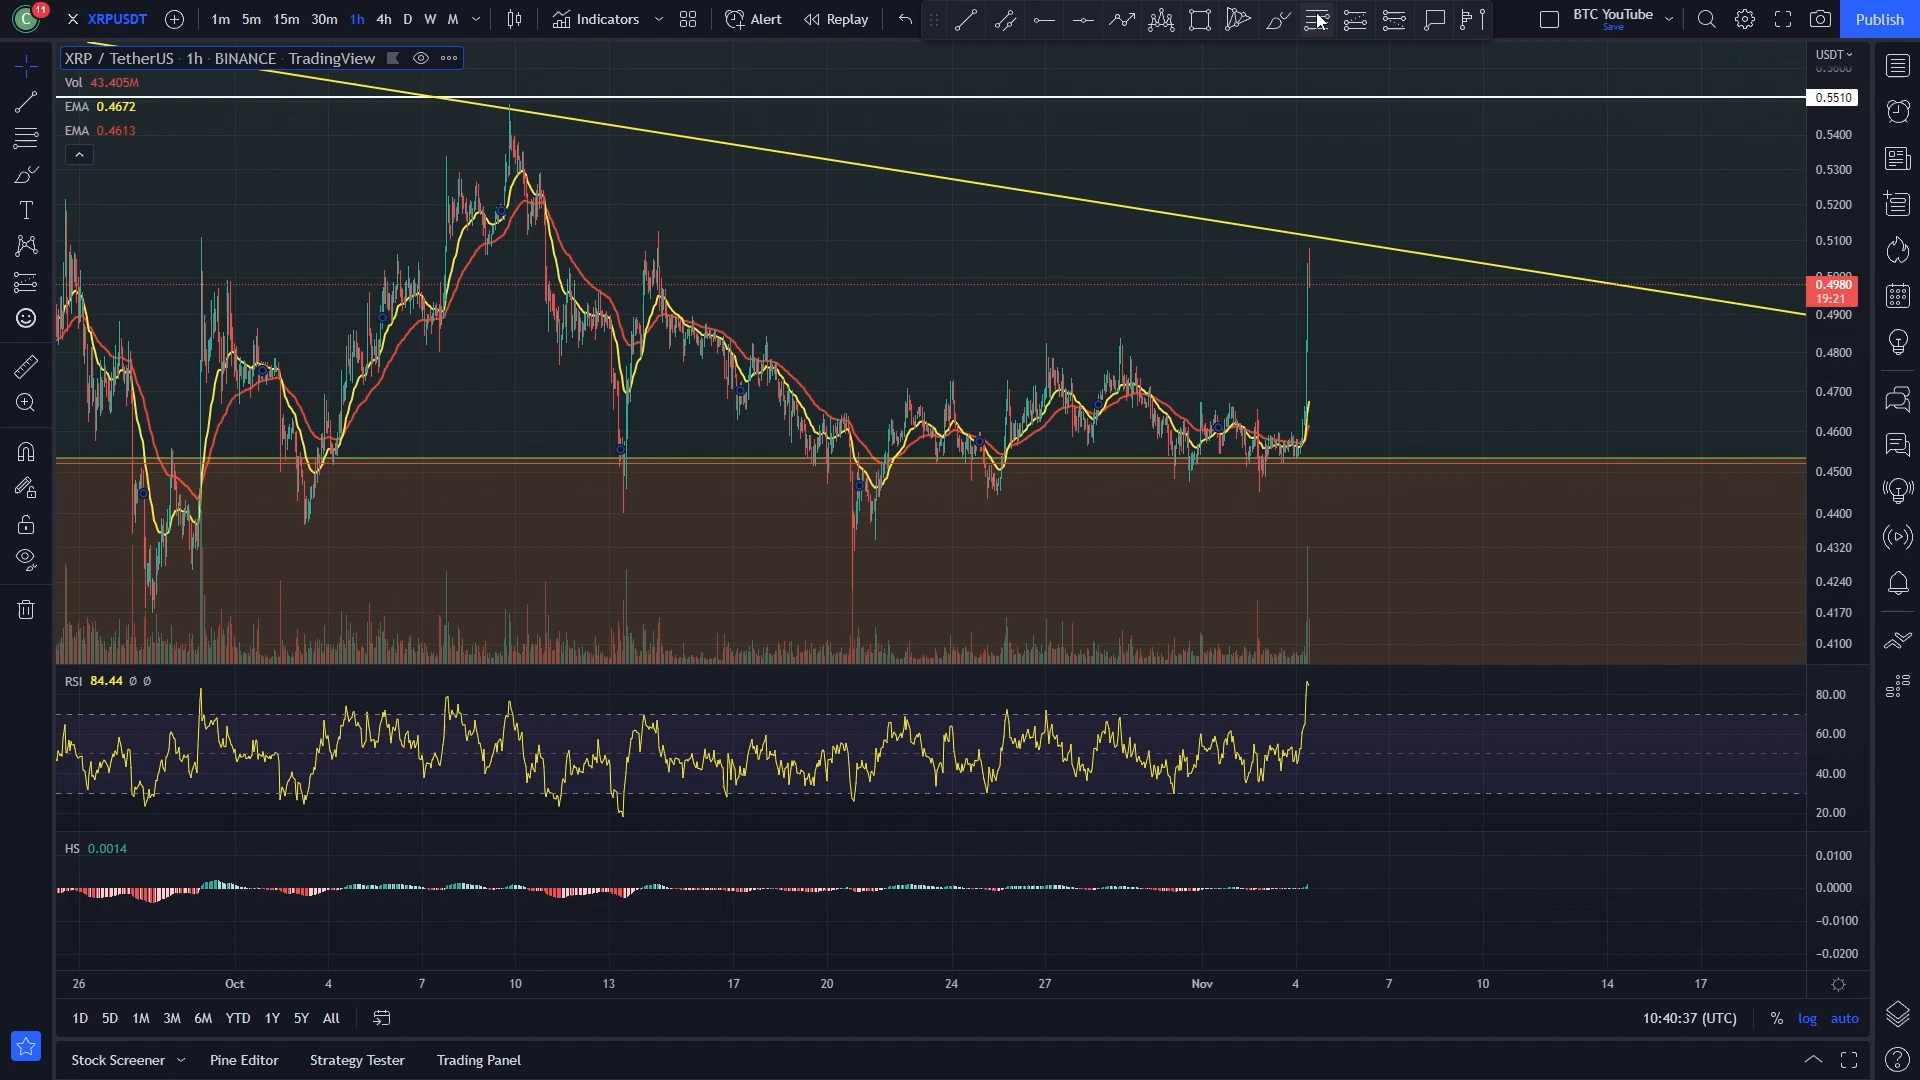 C 11 XRPUSDT 1m 5m 15m 30m 1h 4h D W M Indicators Alert Replay BTC YouTube Save Publish
XRP / TetherUS · 1h · BINANCE · TradingView
Vol 43.405M
EMA 0.4672
EMA 0.4613
USDT
0.5600
0.5510
0.5400
0.5300
0.5200
0.5100
0.5000
0.4980
19:21
0.4900
0.4800
0.4700
0.4600
0.4500
0.4400
0.4320
0.4240
0.4170
0.4100
RSI 84.44 Ø Ø
80.00
60.00
40.00
20.00
HS 0.0014
0.0100
0.0000
-0.0100
-0.0200
26 Oct 4 7 10 13 17 20 24 27 Nov 4 7 10 14 17
1D 5D 1M 3M 6M YTD 1Y 5Y All 10:40:37 (UTC) % log auto
Stock Screener Pine Editor Strategy Tester Trading Panel